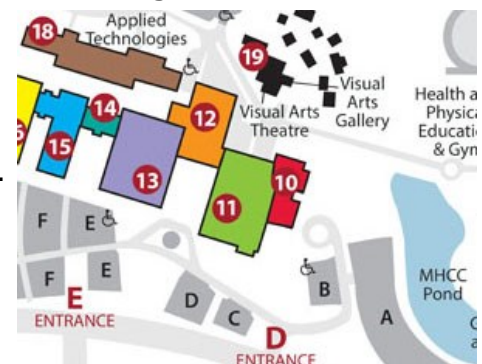 18
Applied
Technologies
19
Visual
Arts
Gallery
Visual Arts
Theatre
Health a
Physica
Educatio
& Gym
14
12
15
13
10
11
F
E
F
E
D
C
B
A
MHCC
Pond
E
ENTRANCE
D
ENTRANCE